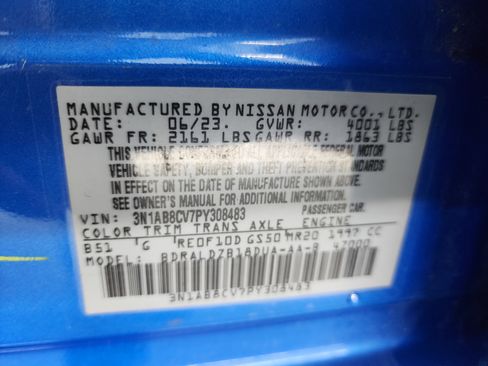 MANUFACTURED BY NISSAN MOTOR CO., LTD.
DATE: 06/23. GVWR: 4001 LBS
GAWR FR: 2161 LBS GAWR RR: 1863 LBS
THIS VEHICLE CONFORMS TO ALL APPLICABLE FEDERAL MOTOR
VEHICLE SAFETY, BUMPER AND THEFT PREVENTION STANDARDS
IN EFFECT ON THE DATE OF MANUFACTURE SHOWN ABOVE.
SEE OWNER'S MANUAL FOR ADDITIONAL INFORMATION.
VIN: 3N1AB8CV7PY308483 PASSENGER CAR.
COLOR TRIM TRANS AXLE, ENGINE
B51 G RE0F10D GS50 MR20 1997 CC
MODEL: BDRALDZB18DUA-AA-B 47000
3N1AB8CV7PY308483